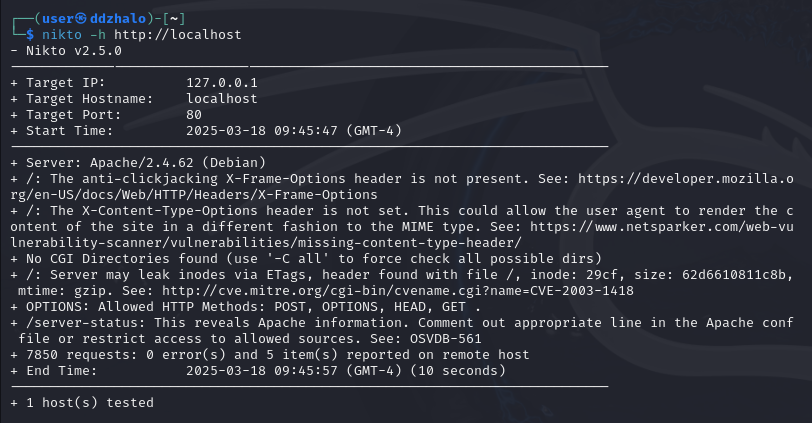 ┌──(user㉿ddzhalo)-[~]
└─$ nikto -h http://localhost
- Nikto v2.5.0
---------------------------------------------------------------------------
+ Target IP:          127.0.0.1
+ Target Hostname:    localhost
+ Target Port:        80
+ Start Time:         2025-03-18 09:45:47 (GMT-4)
---------------------------------------------------------------------------
+ Server: Apache/2.4.62 (Debian)
+ /: The anti-clickjacking X-Frame-Options header is not present. See: https://developer.mozilla.o
rg/en-US/docs/Web/HTTP/Headers/X-Frame-Options
+ /: The X-Content-Type-Options header is not set. This could allow the user agent to render the c
ontent of the site in a different fashion to the MIME type. See: https://www.netsparker.com/web-vu
lnerability-scanner/vulnerabilities/missing-content-type-header/
+ No CGI Directories found (use '-C all' to force check all possible dirs)
+ /: Server may leak inodes via ETags, header found with file /, inode: 29cf, size: 62d6610811c8b,
 mtime: gzip. See: http://cve.mitre.org/cgi-bin/cvename.cgi?name=CVE-2003-1418
+ OPTIONS: Allowed HTTP Methods: POST, OPTIONS, HEAD, GET .
+ /server-status: This reveals Apache information. Comment out appropriate line in the Apache conf
 file or restrict access to allowed sources. See: OSVDB-561
+ 7850 requests: 0 error(s) and 5 item(s) reported on remote host
+ End Time:           2025-03-18 09:45:57 (GMT-4) (10 seconds)
---------------------------------------------------------------------------
+ 1 host(s) tested